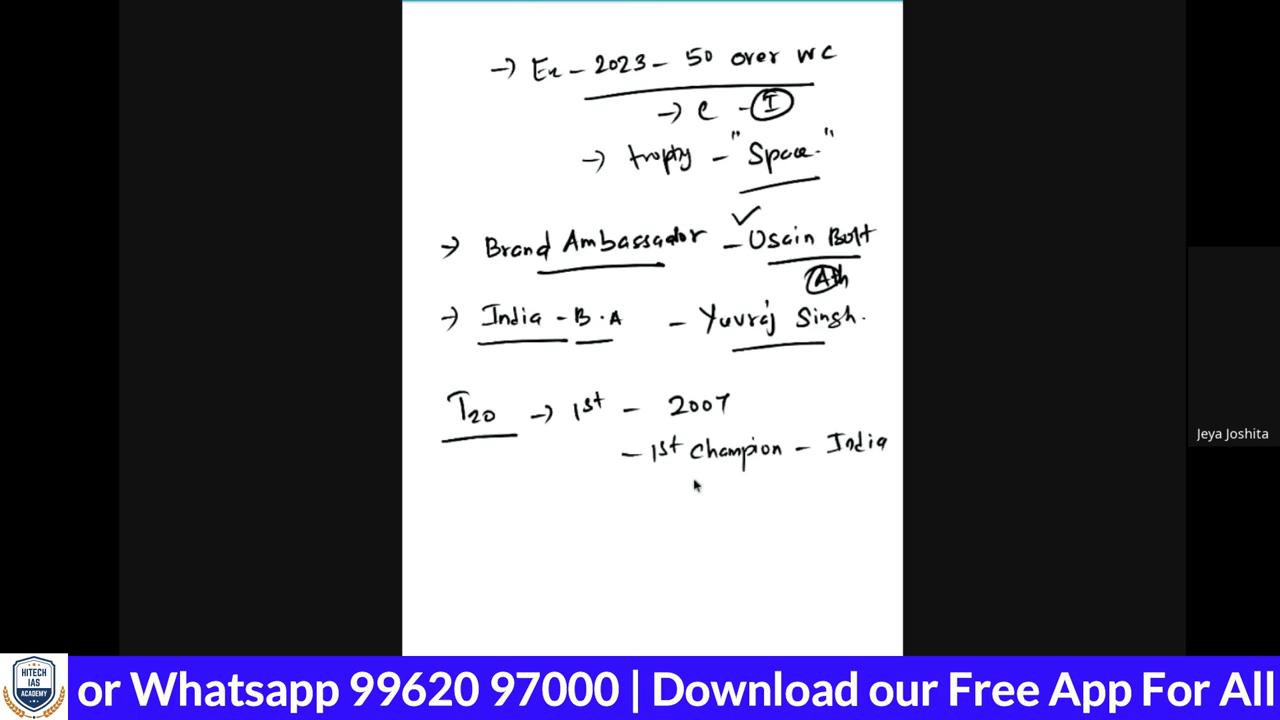 → Ex - 2023 - 50 over WC
→ C - I
→ tropty - "Space."
→ Brand Ambassador - Usain Bolt
Ath
→ India - B.A - Yuvraj Singh.
T20 → 1st - 2007
- 1st Champion - India
Jeya Joshita
HITECH
IAS
ACADEMY
or Whatsapp 99620 97000 | Download our Free App For All